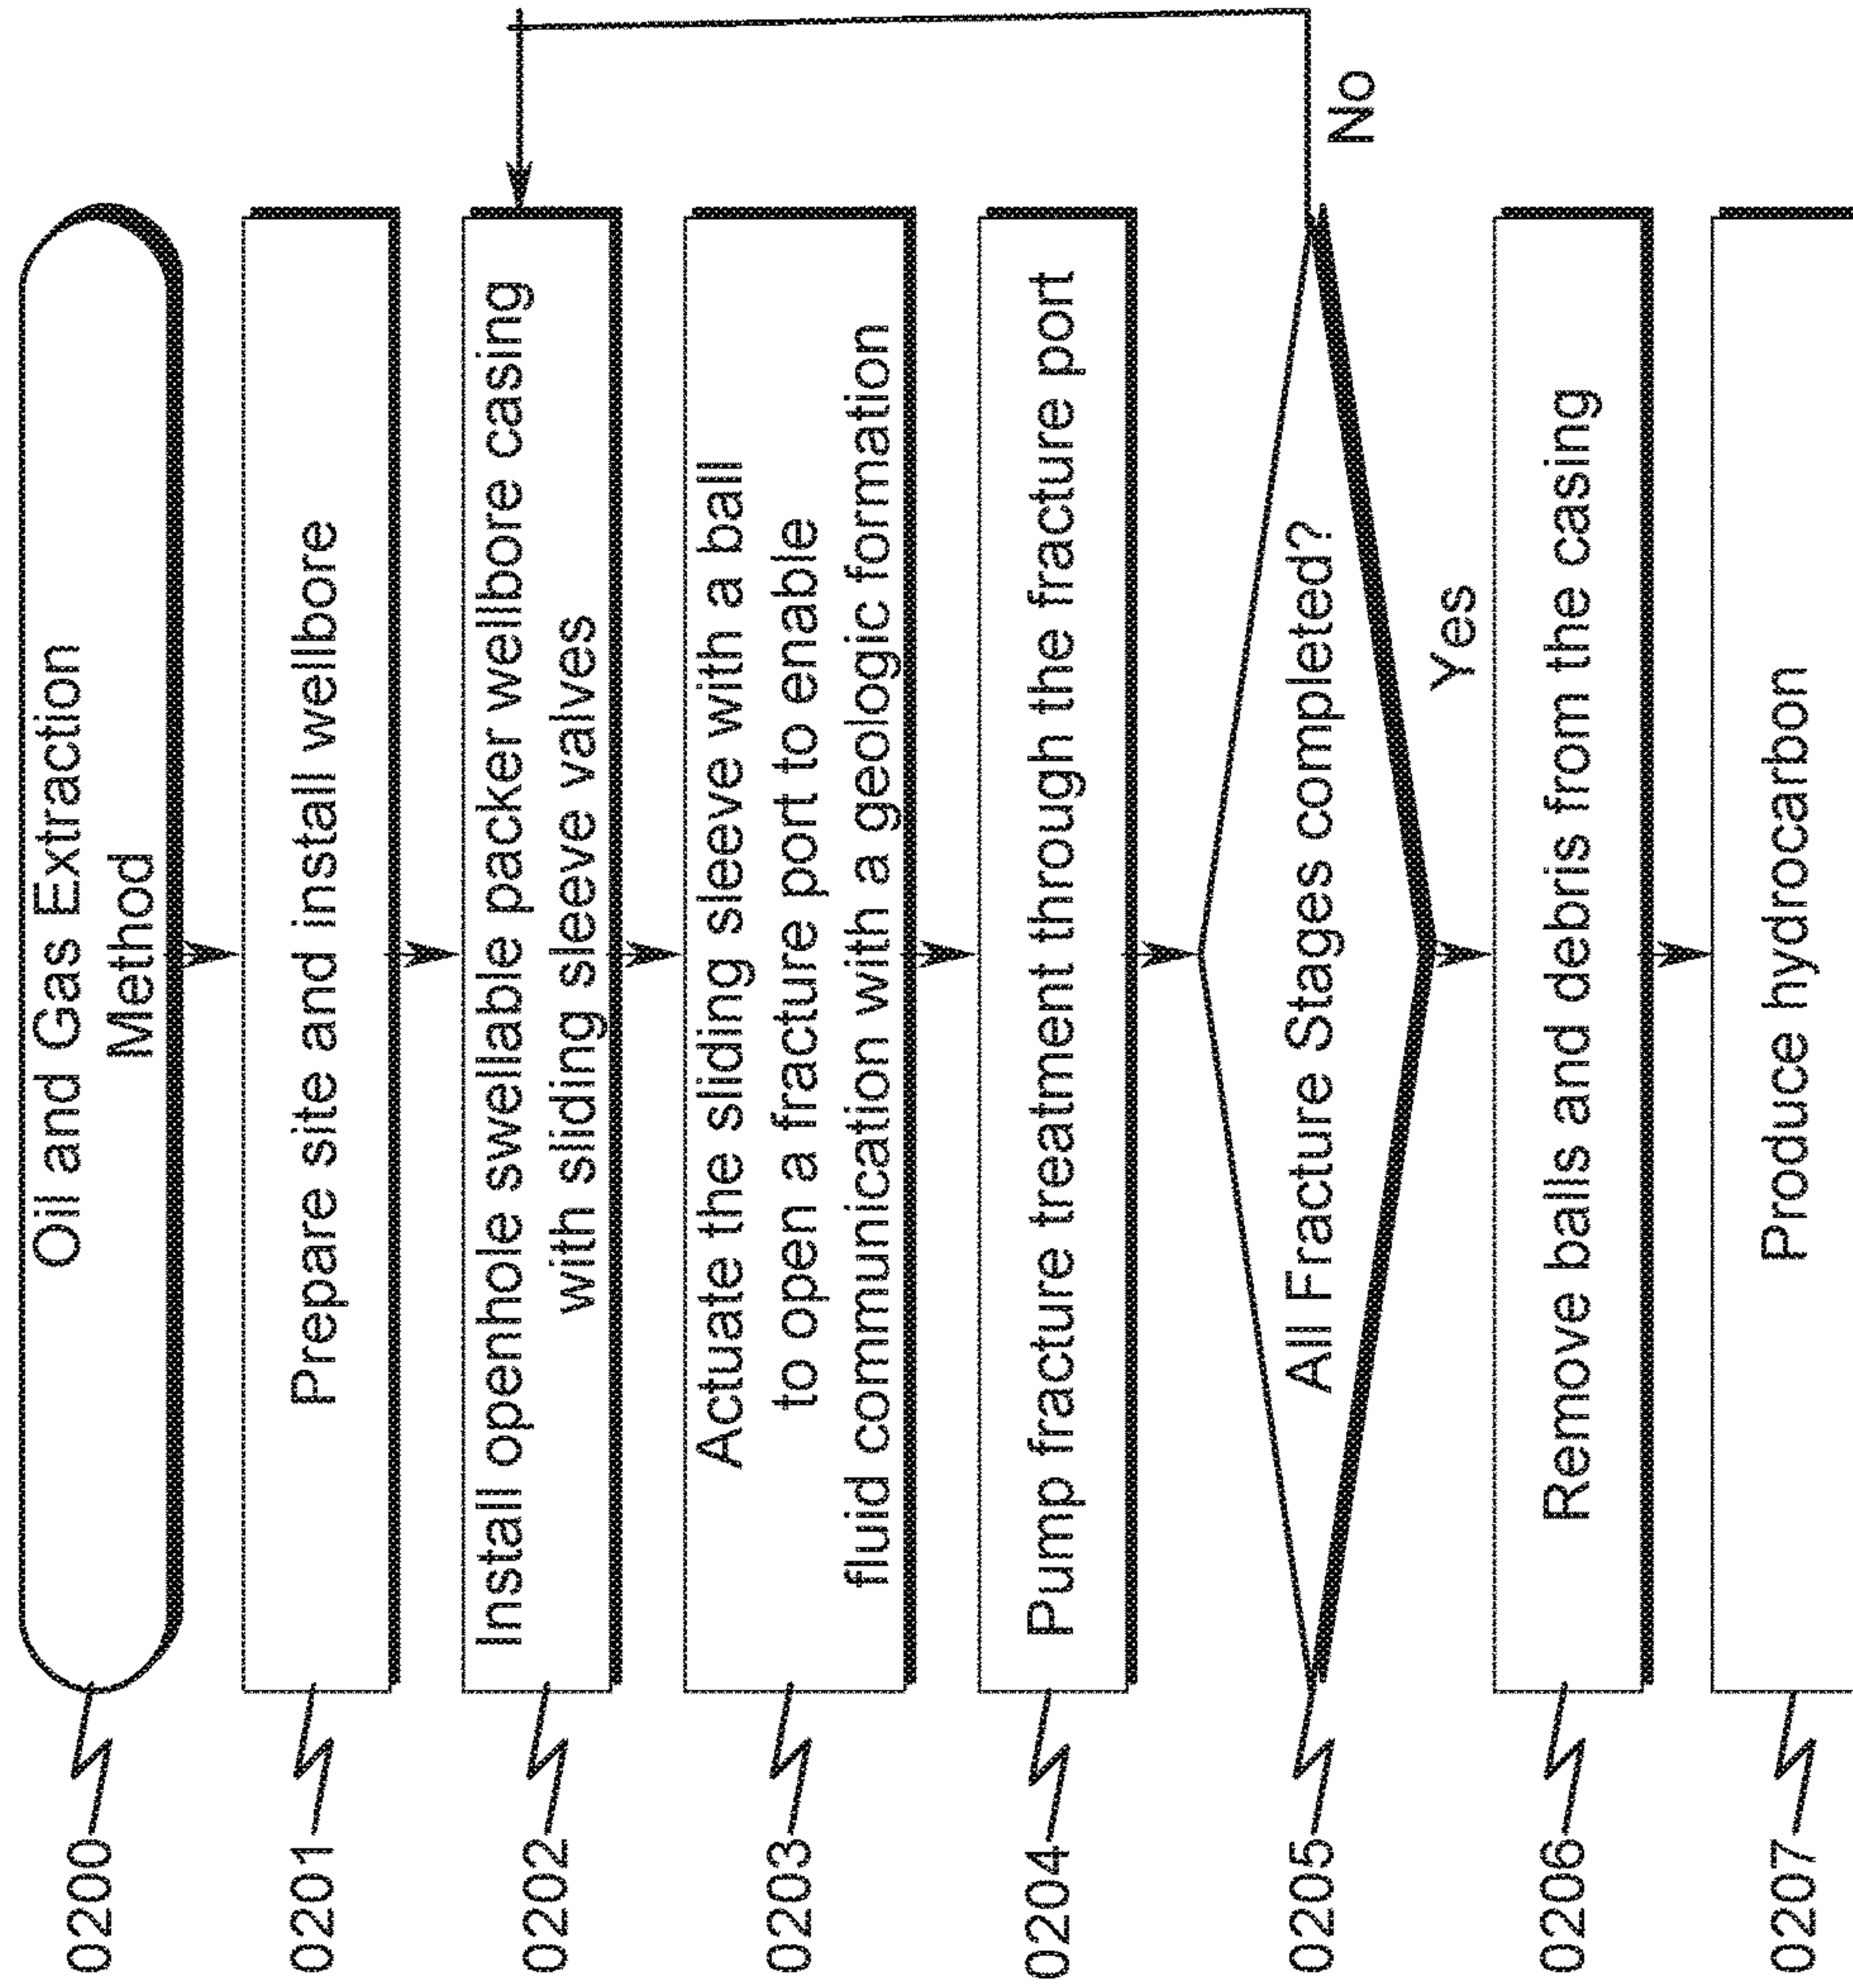 0200
Oil and Gas Extraction
Method
0201
Prepare site and install wellbore
0202
Install openhole swellable packer wellbore casing
with sliding sleeve valves
0203
Actuate the sliding sleeve with a ball
to open a fracture port to enable
fluid communication with a geologic formation
0204
Pump fracture treatment through the fracture port
0205
All Fracture Stages completed?
No
Yes
0206
Remove balls and debris from the casing
0207
Produce hydrocarbon